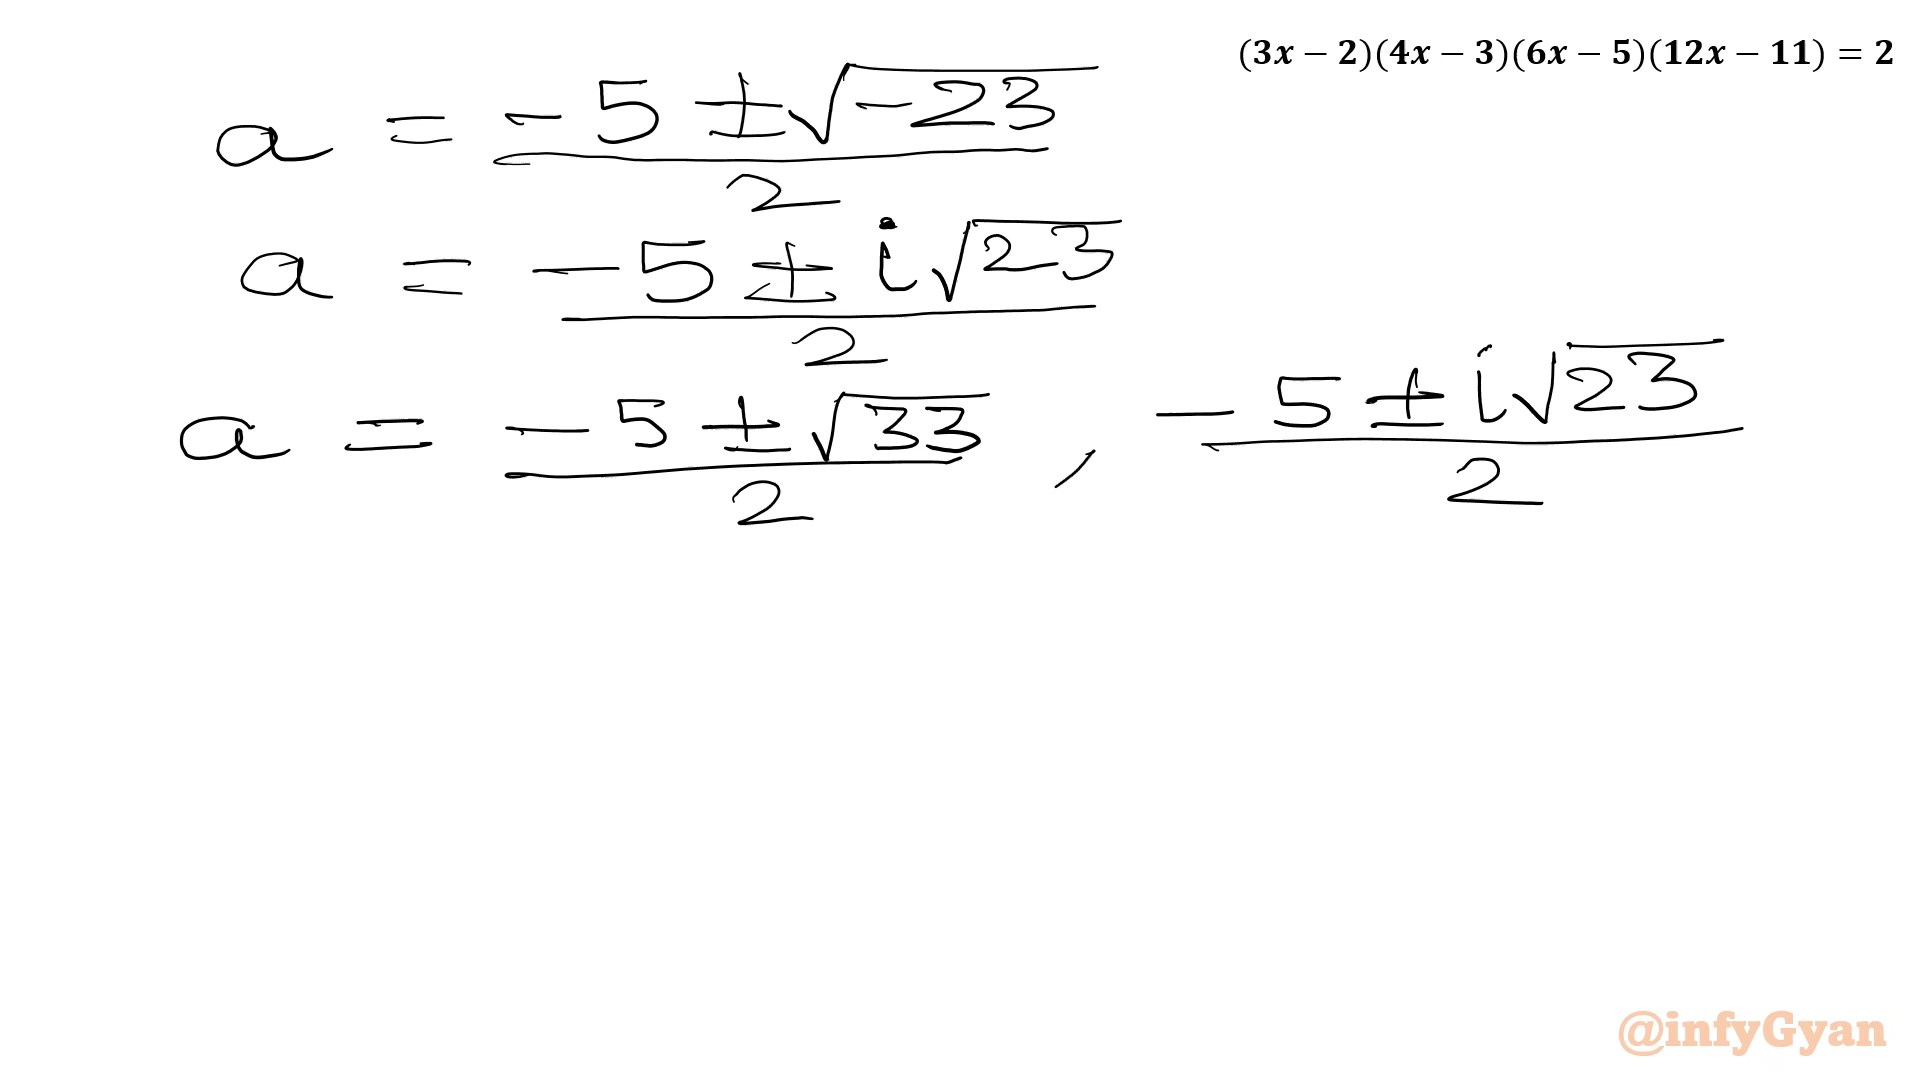 (3x − 2)(4x − 3)(6x − 5)(12x − 11) = 2
a = (-5 ± √-23)/2
a = (-5 ± i√23)/2
a = (-5 ± √33)/2 , (-5 ± i√23)/2
@infyGyan